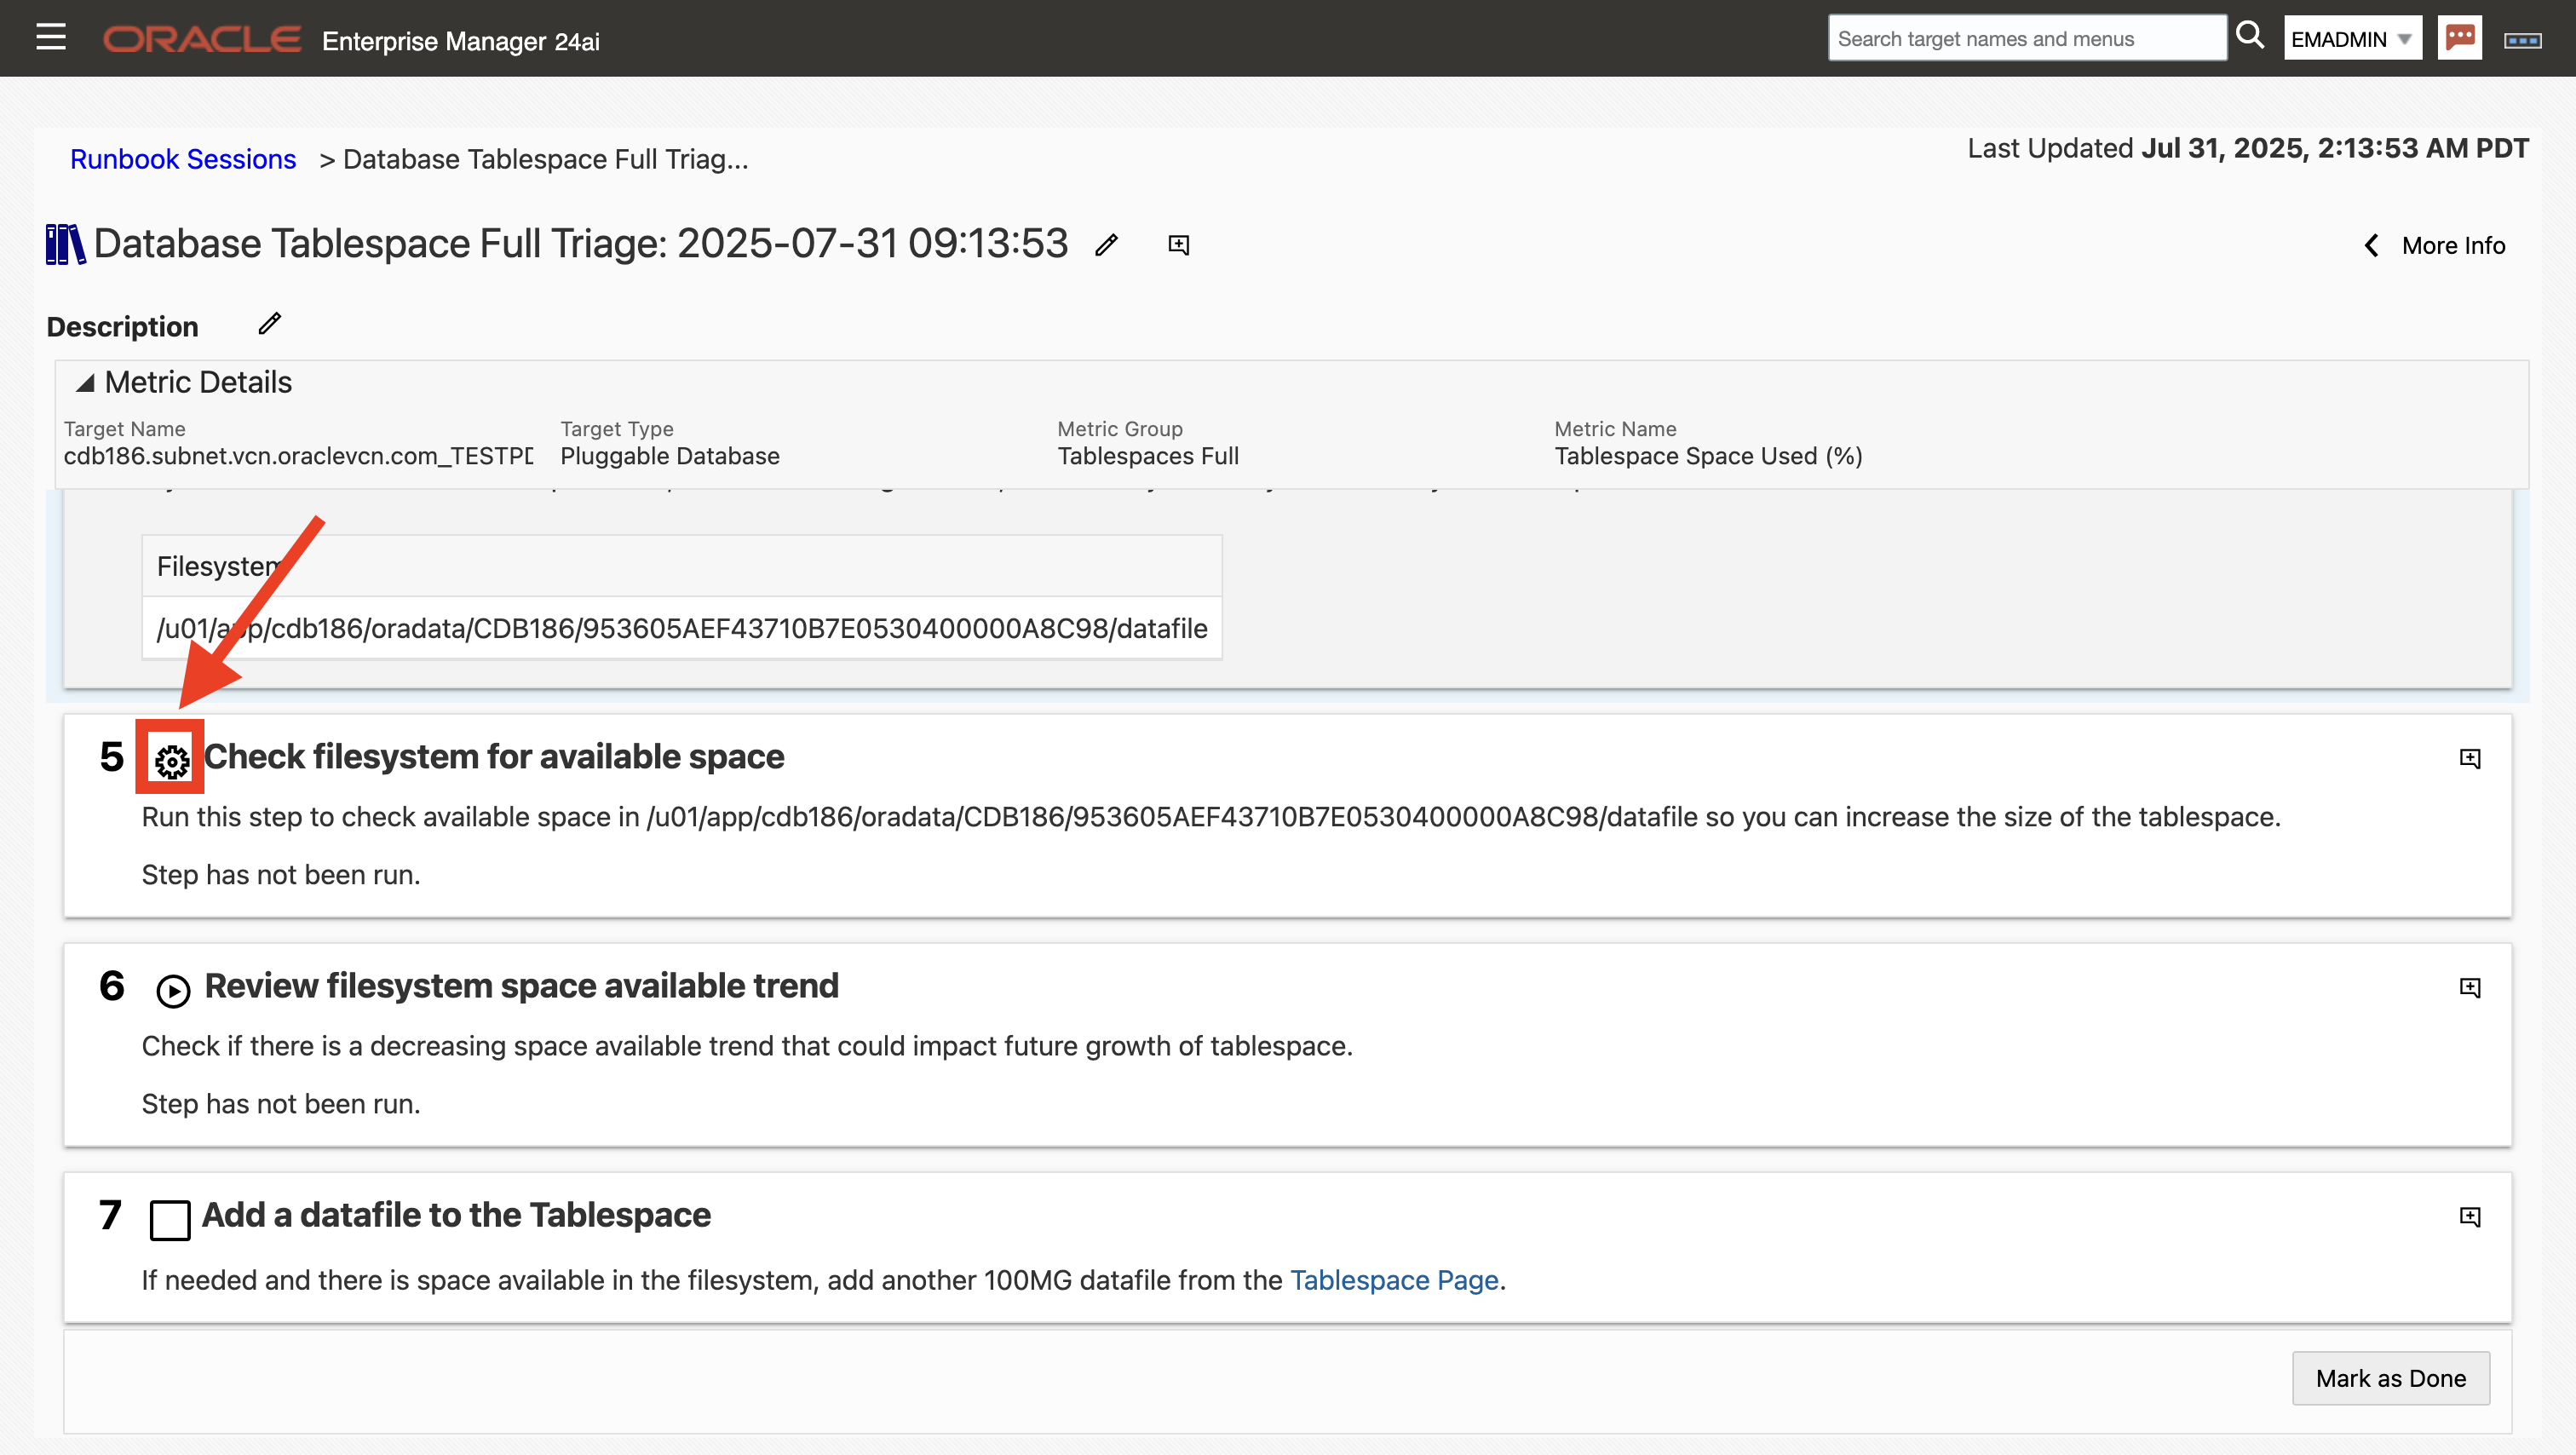 ORACLE Enterprise Manager 24ai
Search target names and menus
EMADMIN
Runbook Sessions > Database Tablespace Full Triag...
Last Updated Jul 31, 2025, 2:13:53 AM PDT
Database Tablespace Full Triage: 2025-07-31 09:13:53
More Info
Description
Metric Details
Target Name Target Type Metric Group Metric Name
cdb186.subnet.vcn.oraclevcn.com_TESTPD Pluggable Database Tablespaces Full Tablespace Space Used (%)
Filesystem
/u01/app/cdb186/oradata/CDB186/953605AEF43710B7E0530400000A8C98/datafile
5 Check filesystem for available space
Run this step to check available space in /u01/app/cdb186/oradata/CDB186/953605AEF43710B7E0530400000A8C98/datafile so you can increase the size of the tablespace.
Step has not been run.
6 Review filesystem space available trend
Check if there is a decreasing space available trend that could impact future growth of tablespace.
Step has not been run.
7 Add a datafile to the Tablespace
If needed and there is space available in the filesystem, add another 100MG datafile from the Tablespace Page.
Mark as Done